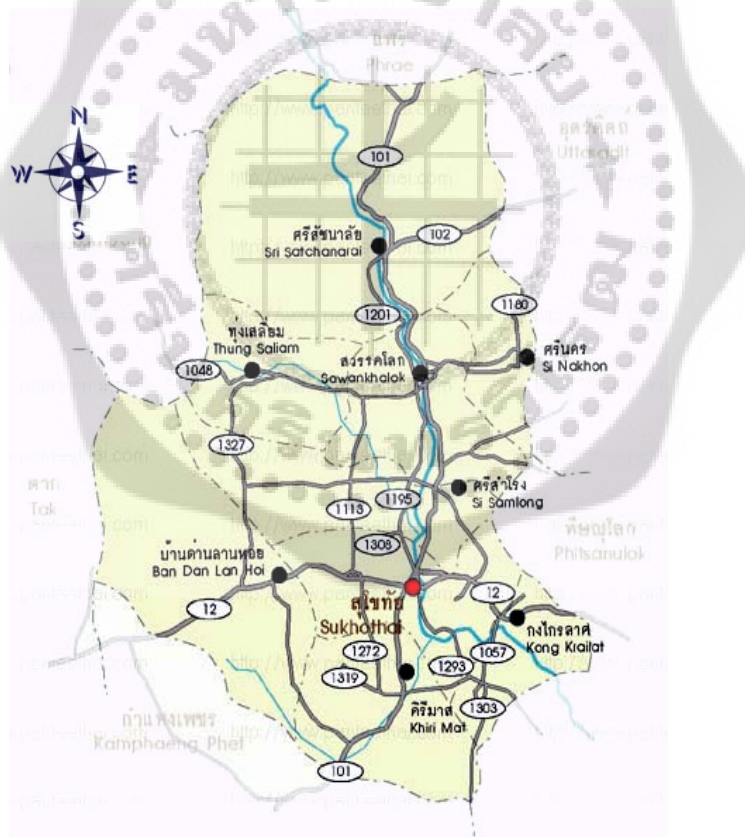 แพร่
Phrae
N
W
E
S
101
อุตรดิตถ์
Uttaradit
102
ศรีสัชนาลัย
Sri Satchanarai
1180
1201
ทุ่งเสลี่ยม
Thung Saliam
สวรรคโลก
Sawankhalok
ศรีนคร
Si Nakhon
1048
1327
ตาก
Tak
ศรีสำโรง
Si Samlong
1195
1113
1308
พิษณุโลก
Phitsanulok
บ้านด่านลานหอย
Ban Dan Lan Hoi
12
12
สุโขทัย
Sukhothai
กงไกรลาศ
Kong Krailat
1272
1319
1293
1057
1303
คิรีมาส
Khiri Mat
กำแพงเพชร
Kamphaeng Phet
101